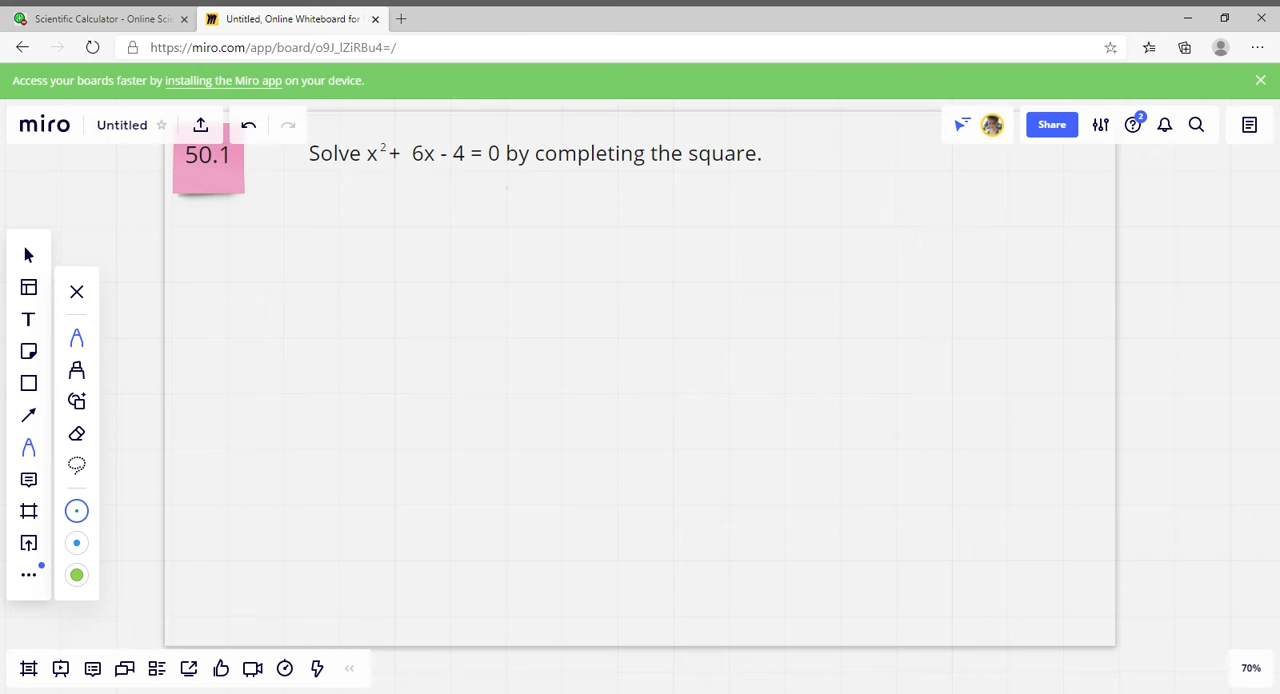 Scientific Calculator - Online Scie
Untitled, Online Whiteboard for
https://miro.com/app/board/o9J_lZiRBu4=/
Access your boards faster by installing the Miro app on your device.
miro Untitled Share 2
50.1 Solve x² + 6x - 4 = 0 by completing the square.
T
70%